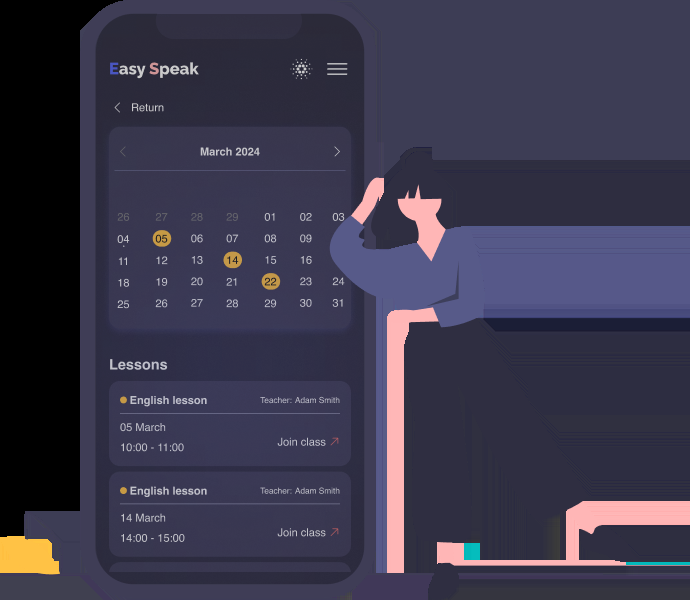 Easy Speak
Return
March 2024
26 27 28 29 01 02 03
04 05 06 07 08 09
11 12 13 14 15 16
18 19 20 21 22 23 24
25 26 27 28 29 30 31
Lessons
English lesson Teacher: Adam Smith
05 March
10:00 - 11:00 Join class
English lesson Teacher: Adam Smith
14 March
14:00 - 15:00 Join class